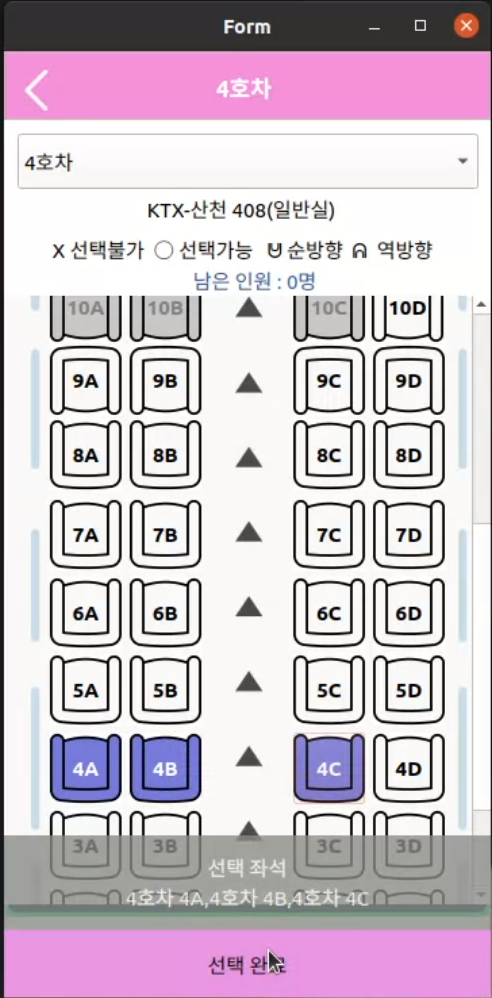 Form
4호차
4호차
KTX-산천 408(일반실)
X 선택불가 ○ 선택가능 순방향 역방향
남은 인원 : 0명
10A 10B 10C 10D
9A 9B 9C 9D
8A 8B 8C 8D
7A 7B 7C 7D
6A 6B 6C 6D
5A 5B 5C 5D
4A 4B 4C 4D
3A 3B 3C 3D
선택 좌석
4호차 4A,4호차 4B,4호차 4C
선택 완료